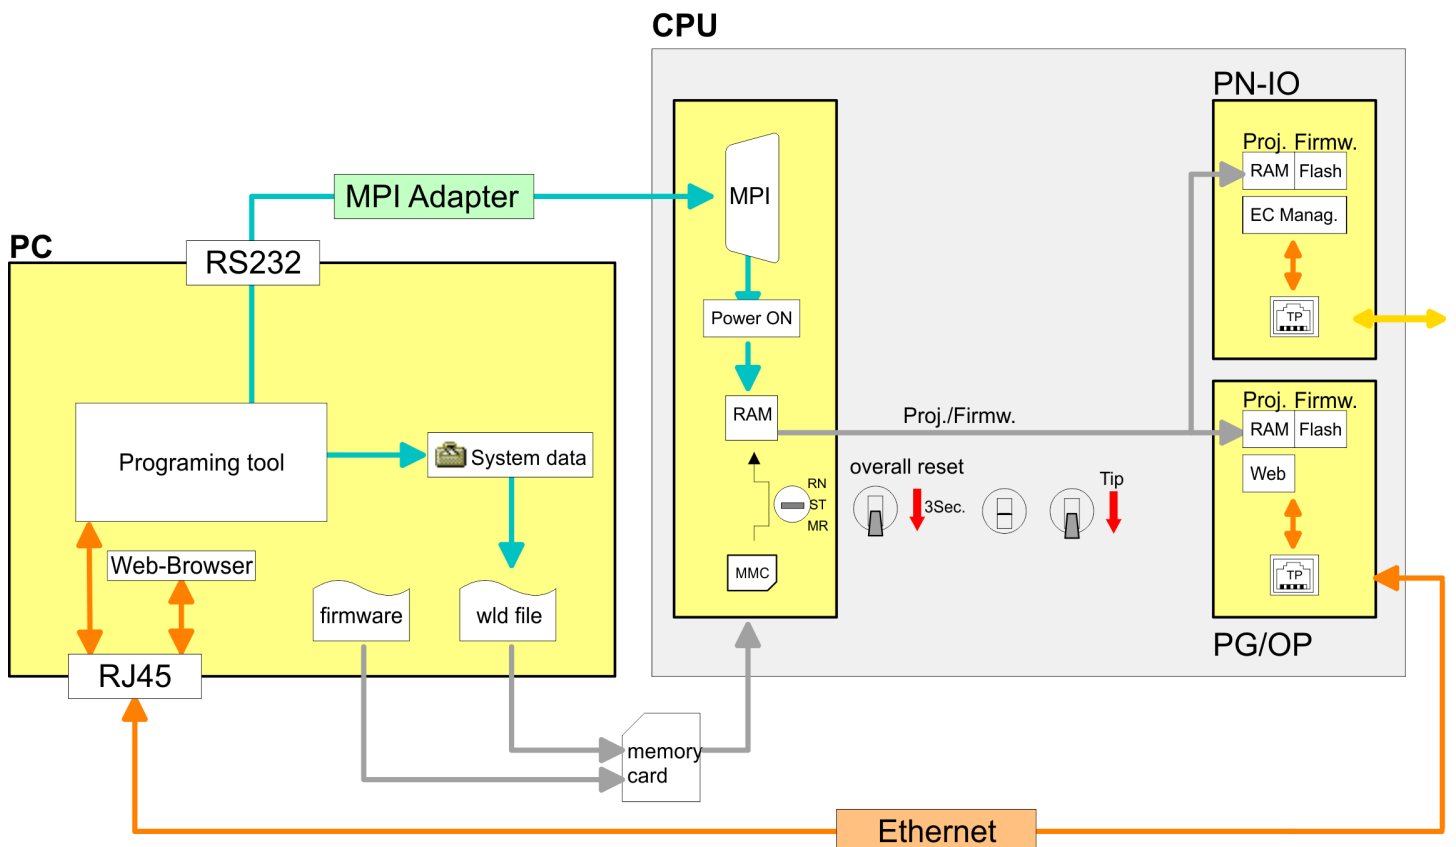 CPU
PN-IO
Proj. Firmw.
RAM Flash
EC Manag.
TP
MPI
MPI Adapter
PC
RS232
Power ON
RAM
Proj./Firmw.
Proj. Firmw.
RAM Flash
Web
TP
PG/OP
Programing tool
System data
overall reset
3Sec.
Tip
RN
ST
MR
MMC
Web-Browser
firmware
wld file
RJ45
memory
card
Ethernet